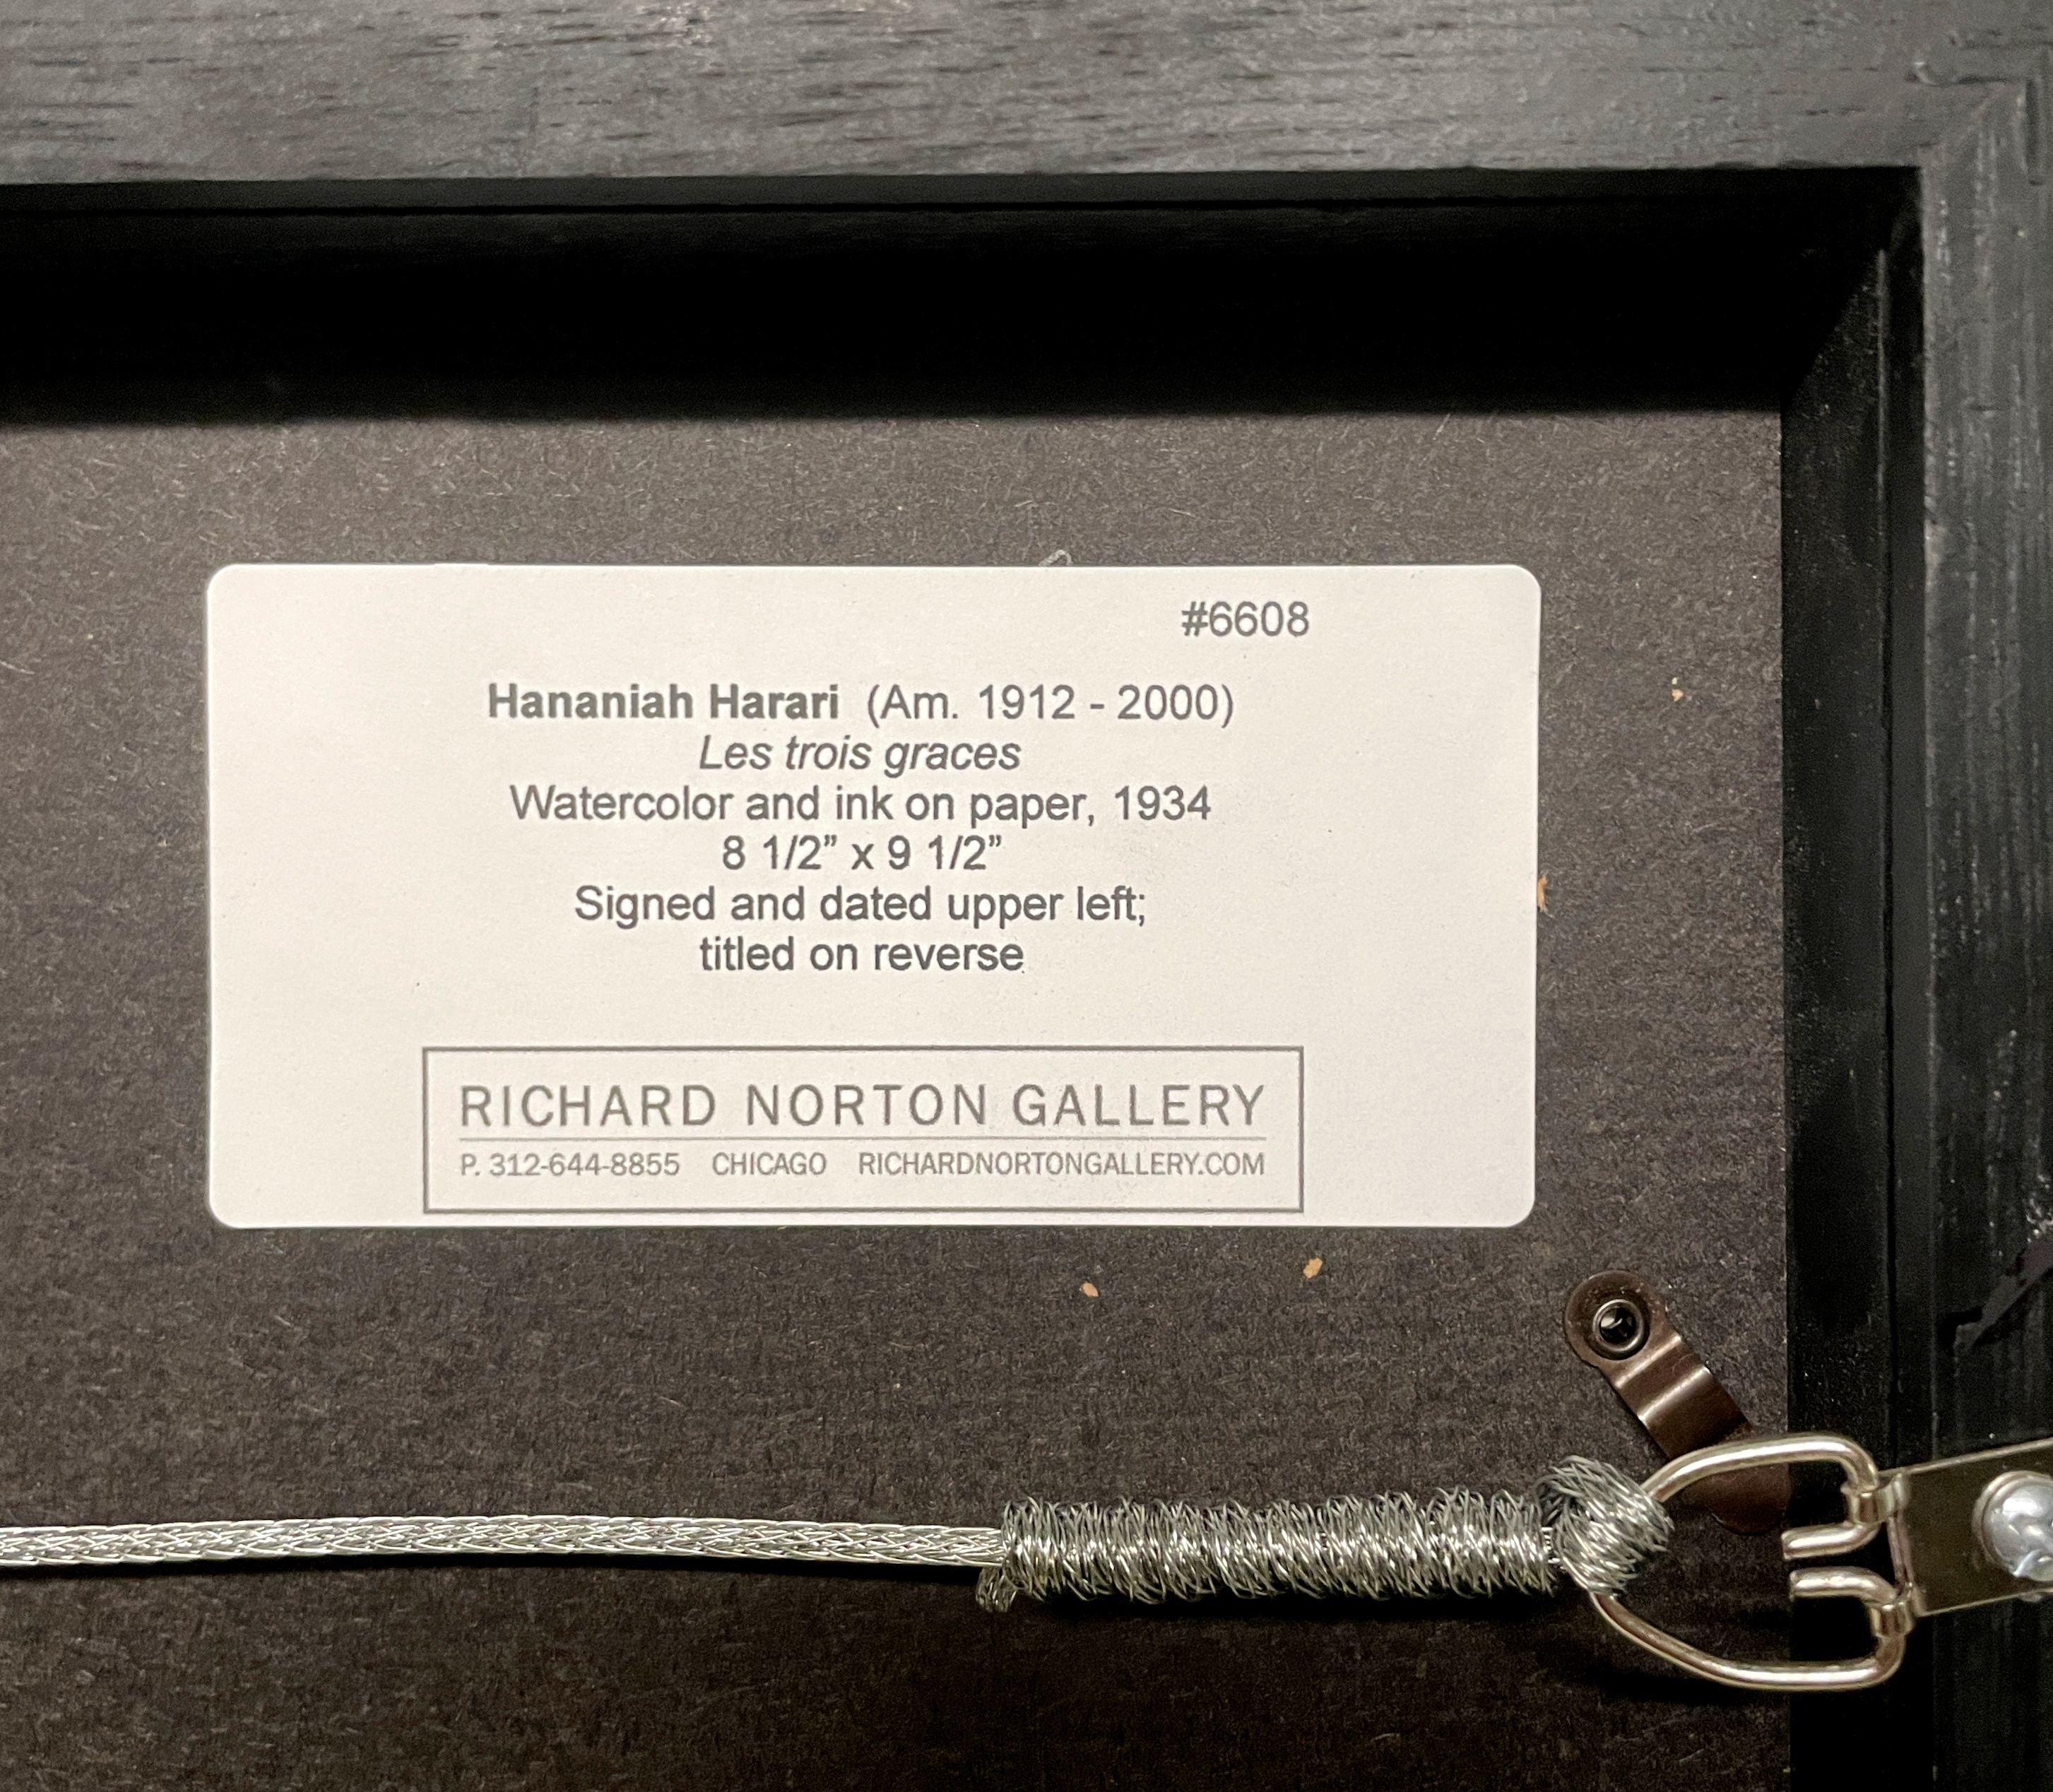 #6608
Hananiah Harari (Am. 1912 - 2000)
Les trois graces
Watercolor and ink on paper, 1934
8 1/2” x 9 1/2”
Signed and dated upper left;
titled on reverse
RICHARD NORTON GALLERY
P. 312-644-8855 CHICAGO RICHARDNORTONGALLERY.COM